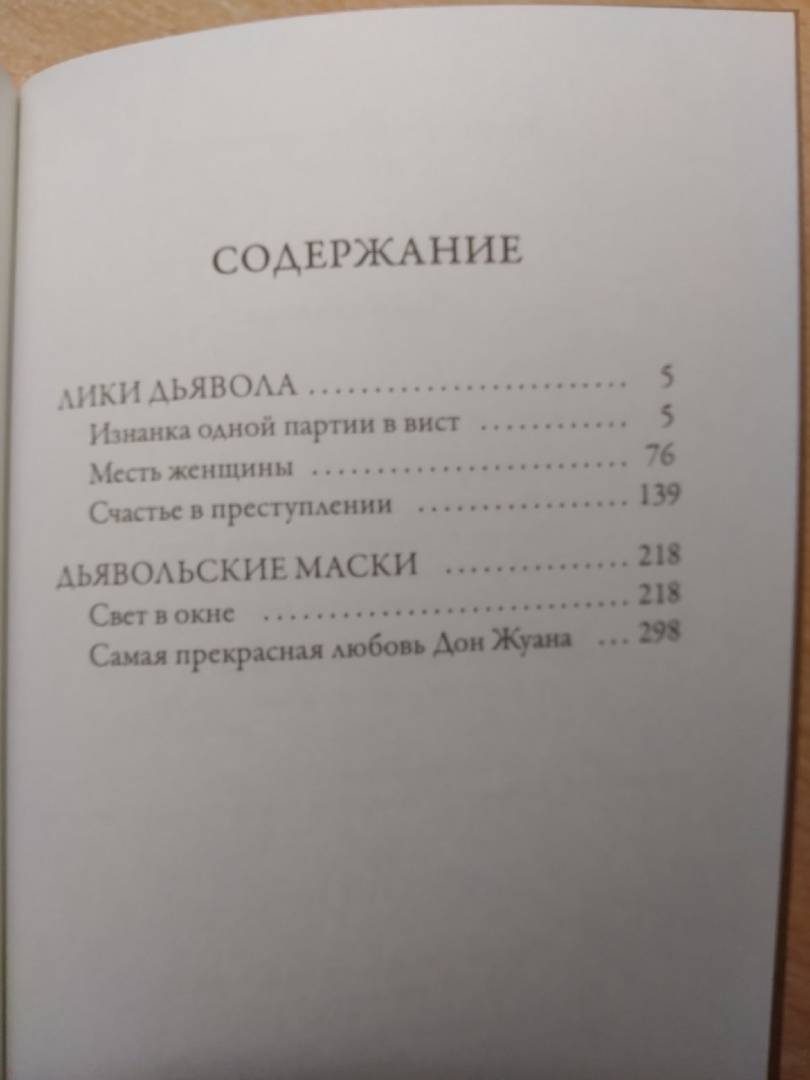 СОДЕРЖАНИЕ
ЛИКИ ДЬЯВОЛА ......................... 5
Изнанка одной партии в вист ............ 5
Месть женщины ......................... 76
Счастье в преступлении ................. 139
ДЬЯВОЛЬСКИЕ МАСКИ ............... 218
Свет в окне ............................. 218
Самая прекрасная любовь Дон Жуана ... 298